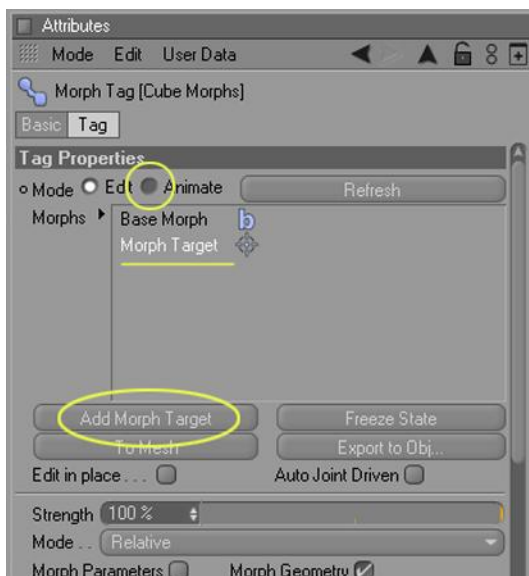 Attributes
Mode Edit User Data
Morph Tag [Cube Morphs]
Basic Tag
Tag Properties
Mode Edit Animate Refresh
Morphs Base Morph
Morph Target
Add Morph Target Freeze State
To Mesh Export to Obj...
Edit in place . . . Auto Joint Driven
Strength 100 %
Mode . . Relative
Morph Parameters Morph Geometry